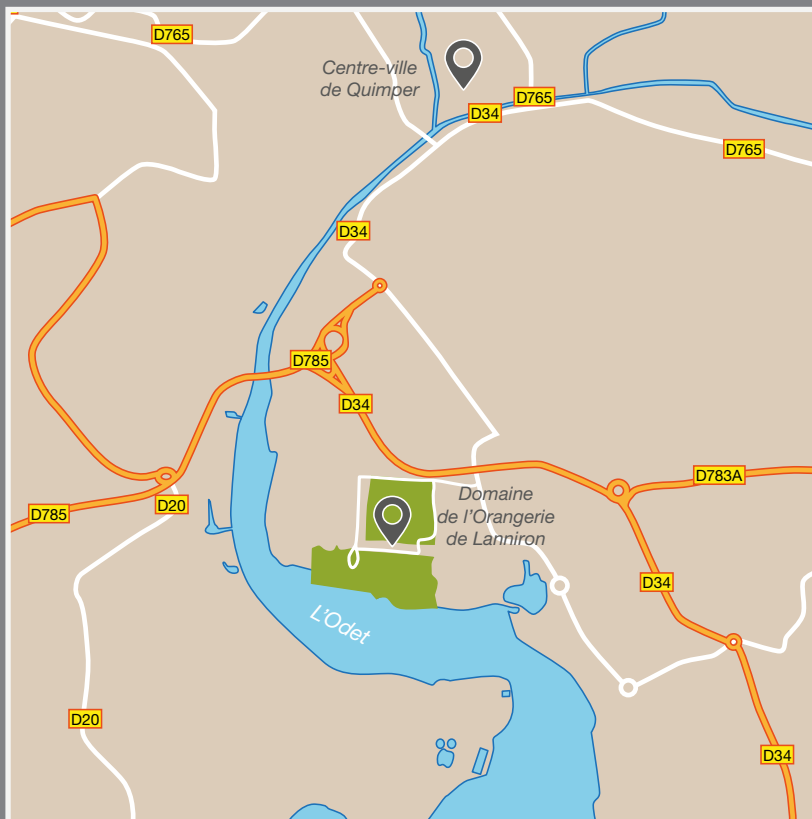 D765
Centre-ville
de Quimper
D765
D34
D765
D34
D785
D34
D783A
Domaine
de l’Orangerie
de Lanniron
D20
D785
D34
L’Odet
D20
D34